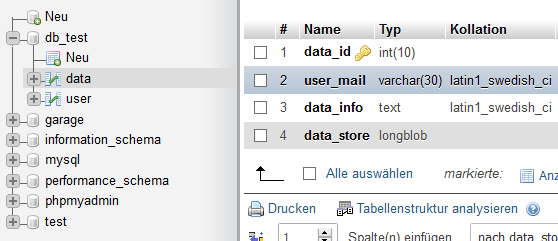 Neu
db_test
Neu
data
user
garage
information_schema
mysql
performance_schema
phpmyadmin
test
# Name Typ Kollation
1 data_id int(10)
2 user_mail varchar(30) latin1_swedish_ci
3 data_info text latin1_swedish_ci
4 data_store longblob
Alle auswählen markierte: Anz
Drucken Tabellenstruktur analysieren
1 Spalte(n) einfügen nach data_sto